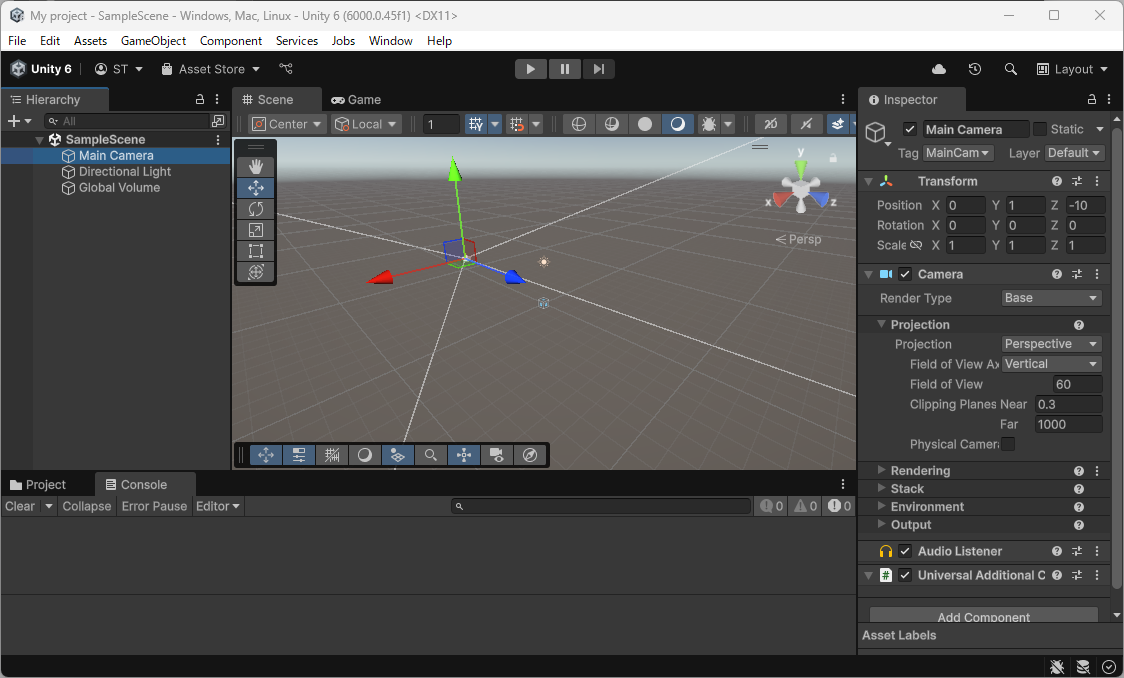 My project - SampleScene - Windows, Mac, Linux - Unity 6 (6000.0.45f1) <DX11>
File Edit Assets GameObject Component Services Jobs Window Help
Unity 6 ST Asset Store Layout
Hierarchy
All
SampleScene
Main Camera
Directional Light
Global Volume
Scene Game
Center Local 1 2D
y
x z
Persp
Project Console
Clear Collapse Error Pause Editor 0 0 0
Inspector
Main Camera Static
Tag MainCam Layer Default
Transform
Position X 0 Y 1 Z -10
Rotation X 0 Y 0 Z 0
Scale X 1 Y 1 Z 1
Camera
Render Type Base
Projection
Projection Perspective
Field of View Ax Vertical
Field of View 60
Clipping Planes Near 0.3
Far 1000
Physical Camera
Rendering
Stack
Environment
Output
Audio Listener
Universal Additional C
Add Component
Asset Labels